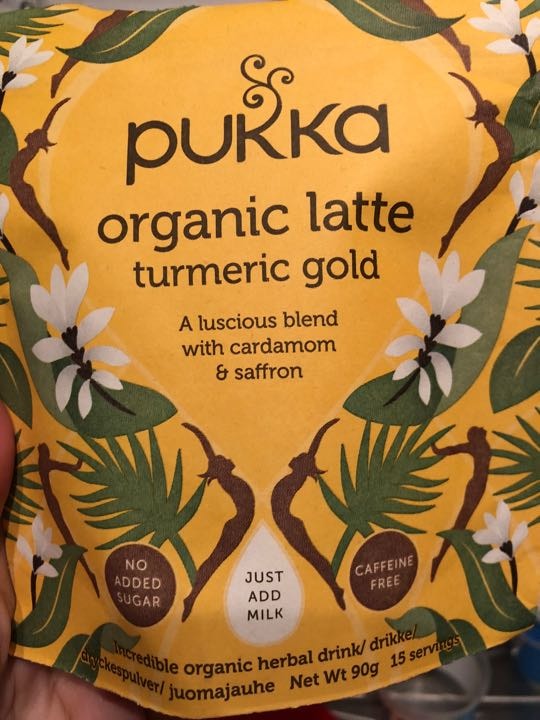 pukka
organic latte
turmeric gold
A luscious blend
with cardamom
& saffron
NO
ADDED
SUGAR
JUST
ADD
MILK
CAFFEINE
FREE
Incredible organic herbal drink/ drikke/
dryckespulver/ juomajauhe Net Wt 90g 15 servings